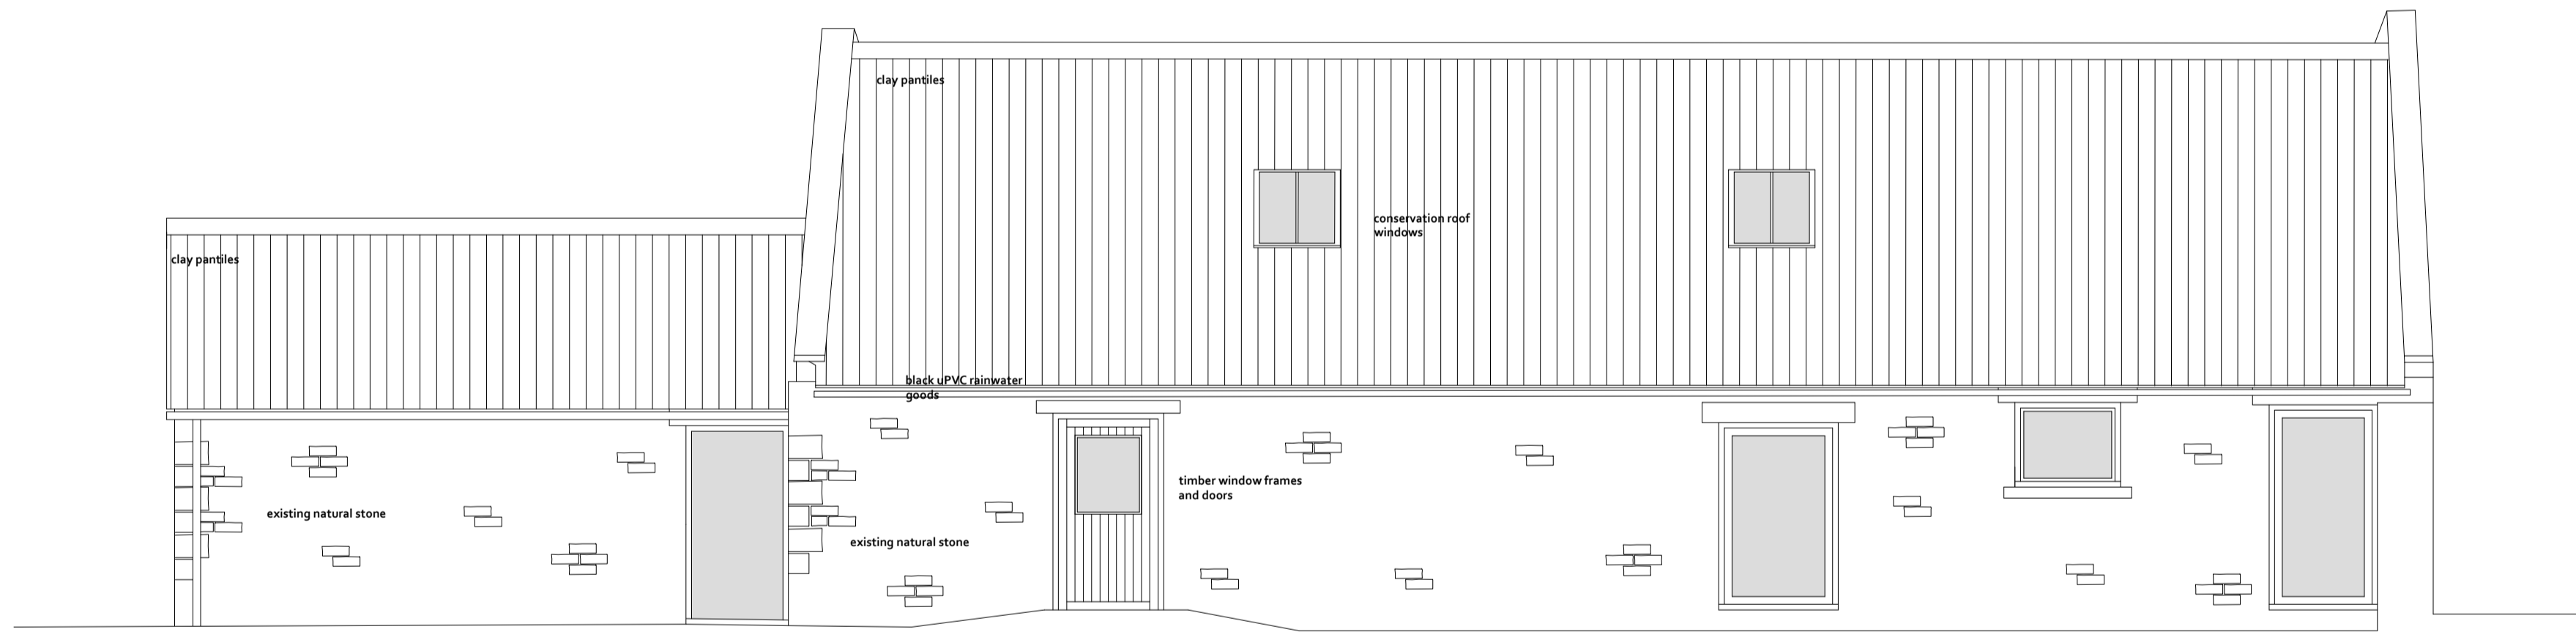 clay pantiles
conservation roof
windows
clay pantiles
black uPVC rainwater
goods
timber window frames
and doors
existing natural stone
existing natural stone